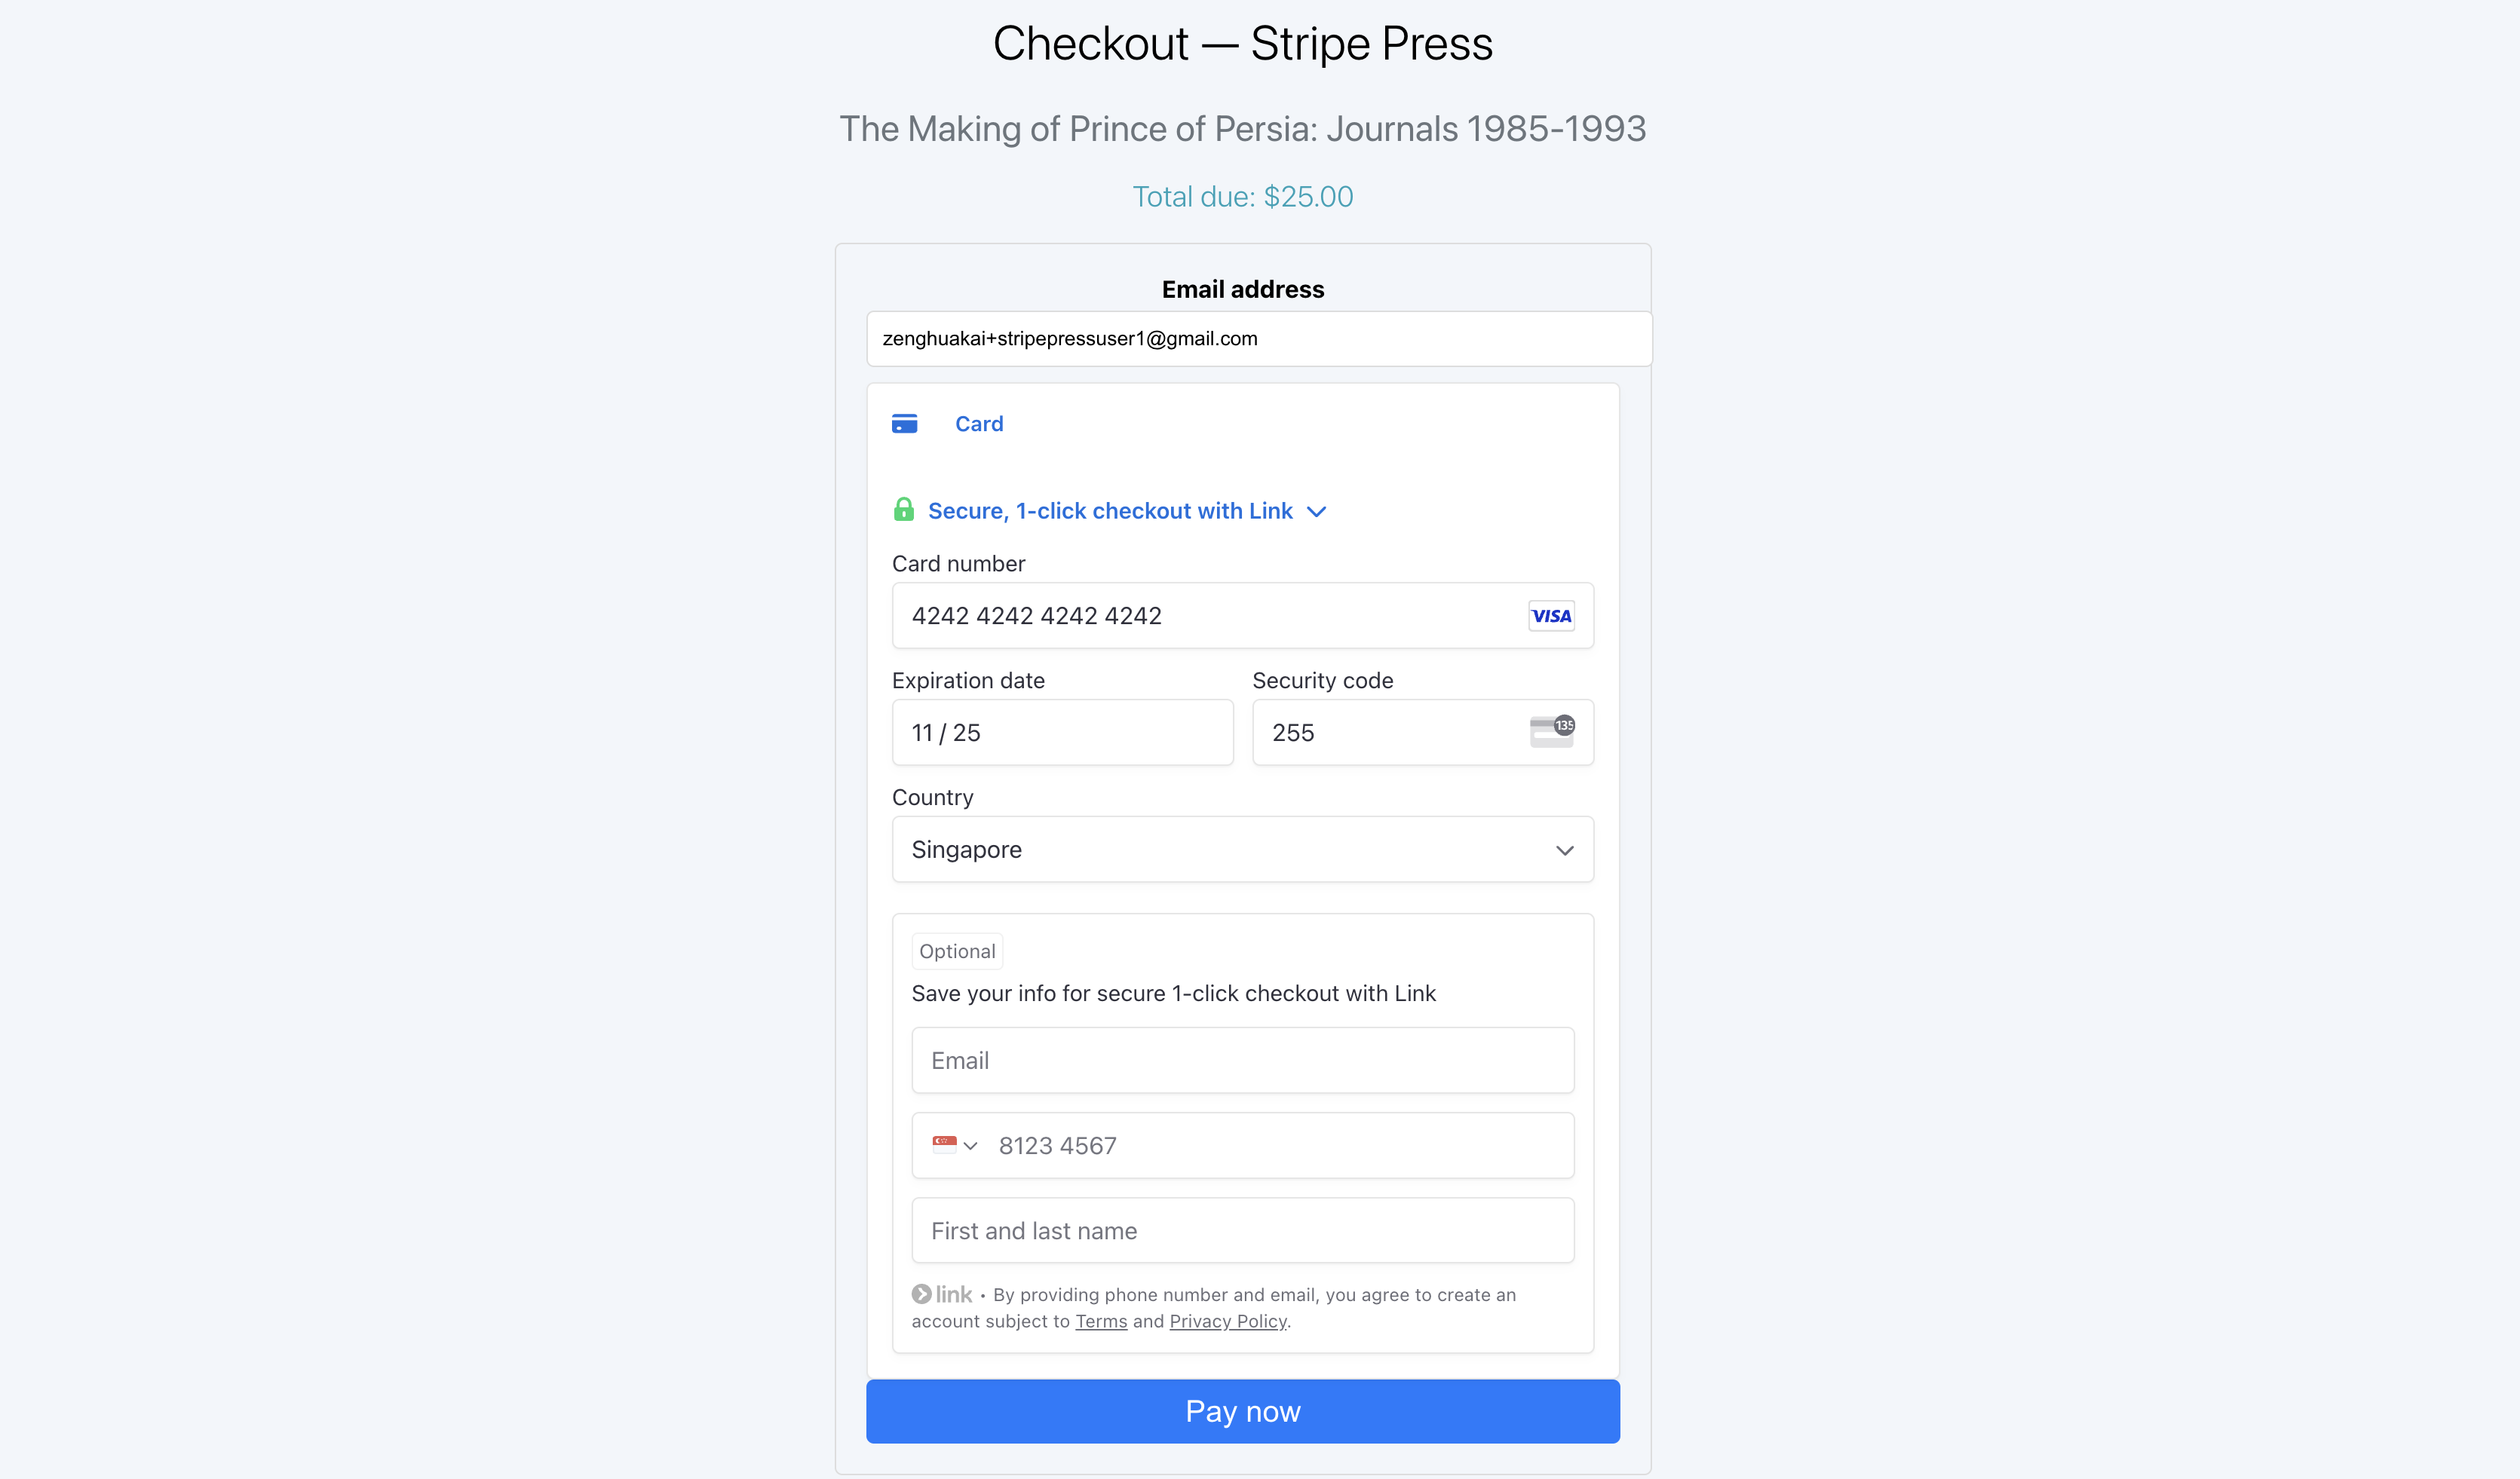 Checkout — Stripe Press
The Making of Prince of Persia: Journals 1985-1993
Total due: $25.00
Email address
zenghuakai+stripepressuser1@gmail.com
Card
Secure, 1-click checkout with Link
Card number
4242 4242 4242 4242
VISA
Expiration date
Security code
11 / 25
255
135
Country
Singapore
Optional
Save your info for secure 1-click checkout with Link
Email
8123 4567
First and last name
link • By providing phone number and email, you agree to create an
account subject to Terms and Privacy Policy.
Pay now